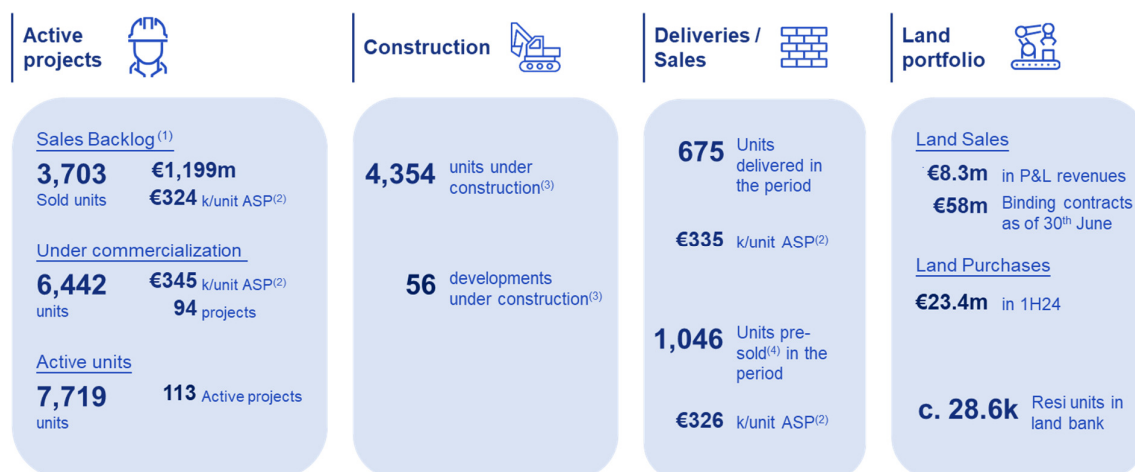 Active
projects
Sales Backlog(1)
3,703 €1,199m
Sold units €324 k/unit ASP(2)
Under commercialization
6,442 €345 k/unit ASP(2)
units 94 projects
Active units
7,719 113 Active projects
units
Construction
4,354 units under
construction(3)
56 developments
under construction(3)
Deliveries /
Sales
675 Units
delivered in
the period
€335 k/unit ASP(2)
1,046 Units pre-
sold(4) in the
period
€326 k/unit ASP(2)
Land
portfolio
Land Sales
€8.3m in P&L revenues
€58m Binding contracts
as of 30th June
Land Purchases
€23.4m in 1H24
c. 28.6k Resi units in
land bank